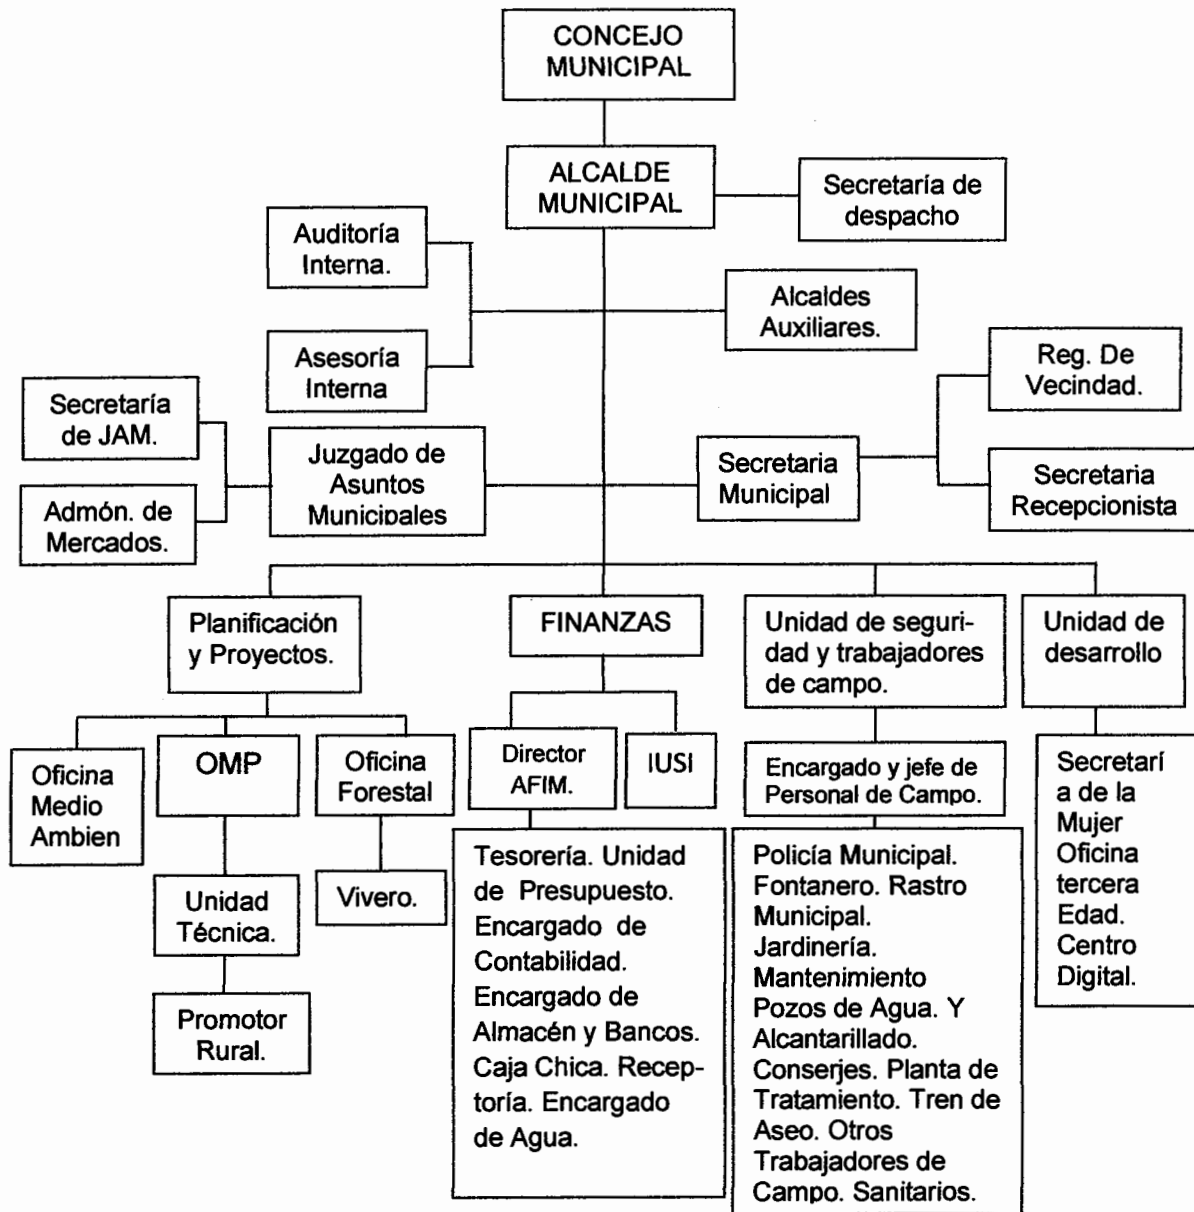 CONCEJO
MUNICIPAL
ALCALDE
MUNICIPAL
Secretaría de
despacho
Auditoría
Interna.
Alcaldes
Auxiliares.
Asesoría
Interna
Reg. De
Vecindad.
Secretaría
de JAM.
Juzgado de
Asuntos
Municipales
Secretaria
Municipal
Secretaria
Recepcionista
Admón. de
Mercados.
Planificación
y Proyectos.
FINANZAS
Unidad de seguri-
dad y trabajadores
de campo.
Unidad de
desarrollo
Oficina
Medio
Ambien
OMP
Oficina
Forestal
Director
AFIM.
IUSI
Encargado y jefe de
Personal de Campo.
Secretarí
a de la
Mujer
Oficina
tercera
Edad.
Centro
Digital.
Unidad
Técnica.
Vivero.
Promotor
Rural.
Tesorería. Unidad
de Presupuesto.
Encargado de
Contabilidad.
Encargado de
Almacén y Bancos.
Caja Chica. Recep-
toría. Encargado
de Agua.
Policía Municipal.
Fontanero. Rastro
Municipal.
Jardinería.
Mantenimiento
Pozos de Agua. Y
Alcantarillado.
Conserjes. Planta de
Tratamiento. Tren de
Aseo. Otros
Trabajadores de
Campo. Sanitarios.